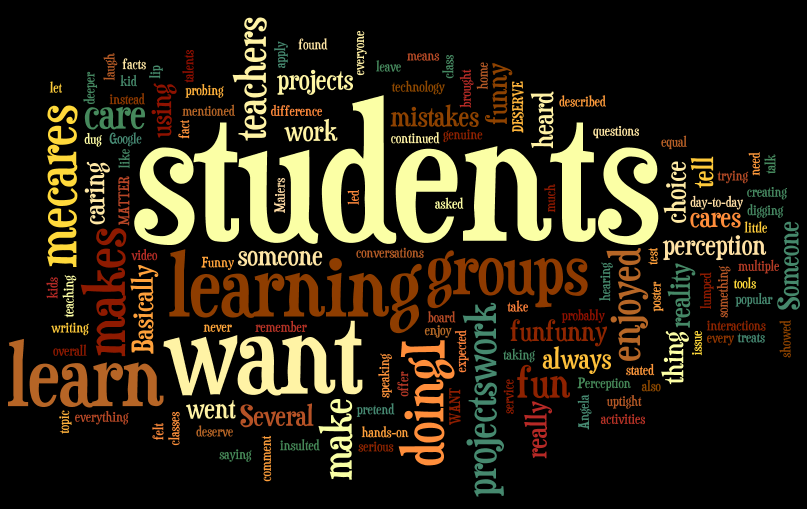 students
want
learning
learn
groups
makes
mecares
doingI
projectswork
teachers
enjoyed
fun
funfunny
care
make
mistakes
projects
work
using
caring
Basically
someone
Several
went
always
really
thing
reality
perception
cares
choice
tell
heard
funny
Someone
found
everyone
apply
talents
lip
laugh
facts
kid
let
deeper
instead
probing
mentioned
difference
fact
dug
Google
like
MATTER
kids
teaching
video
writing
overall
topic
everything
felt
classes
deserve
saying
comment
insulted
never
remember
Funny
conversations
Maiers
led
asked
continued
genuine
leave
means
technology
class
brought
home
DESERVE
described
questions
much
equal
trying
need
talk
day-to-day
creating
digging
little
test
hearing
poster
lumped
something
multiple
tools
popular
interactions
every
treats
showed
issue
stated
also
Perception
uptight
activities
Angela
service
taking
probably
take
board
enjoy
expected
WANT
offer
speaking
pretend
hands-on
serious